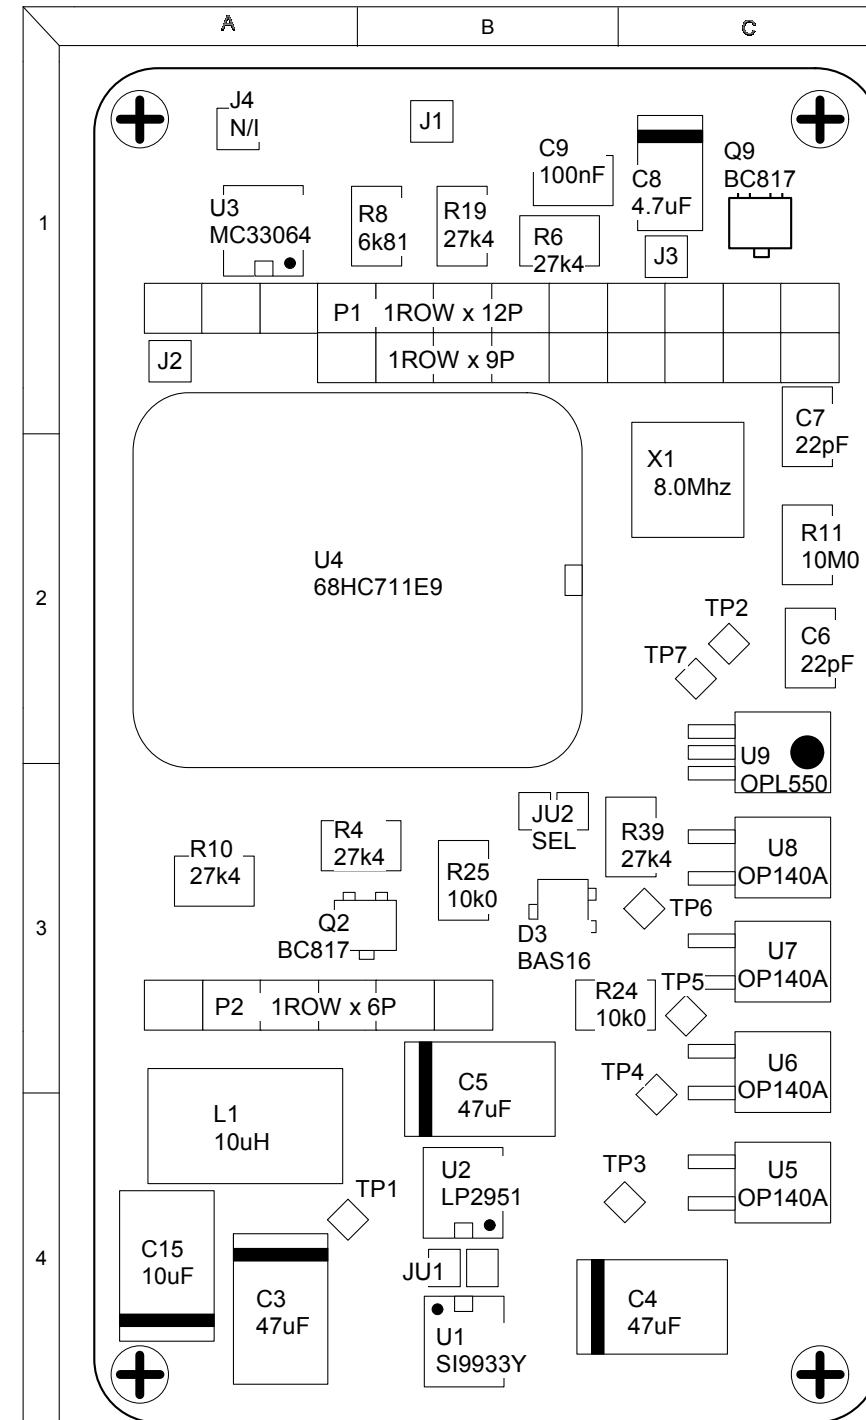 A
B
C
J4
N/I
J1
C9
100nF
C8
4.7uF
Q9
BC817
1
U3
MC33064
R8
6k81
R19
27k4
R6
27k4
J3
P1 1ROW x 12P
J2
1ROW x 9P
C7
22pF
X1
8.0Mhz
R11
10M0
U4
68HC711E9
2
TP2
TP7
C6
22pF
U9
OPL550
JU2
SEL
R39
27k4
R4
27k4
R10
27k4
R25
10k0
U8
OP140A
TP6
3
Q2
BC817
D3
BAS16
U7
OP140A
TP5
R24
10k0
P2 1ROW x 6P
U6
OP140A
TP4
C5
47uF
L1
10uH
U2
LP2951
TP3
U5
OP140A
TP1
4
C15
10uF
JU1
C3
47uF
C4
47uF
U1
SI9933Y